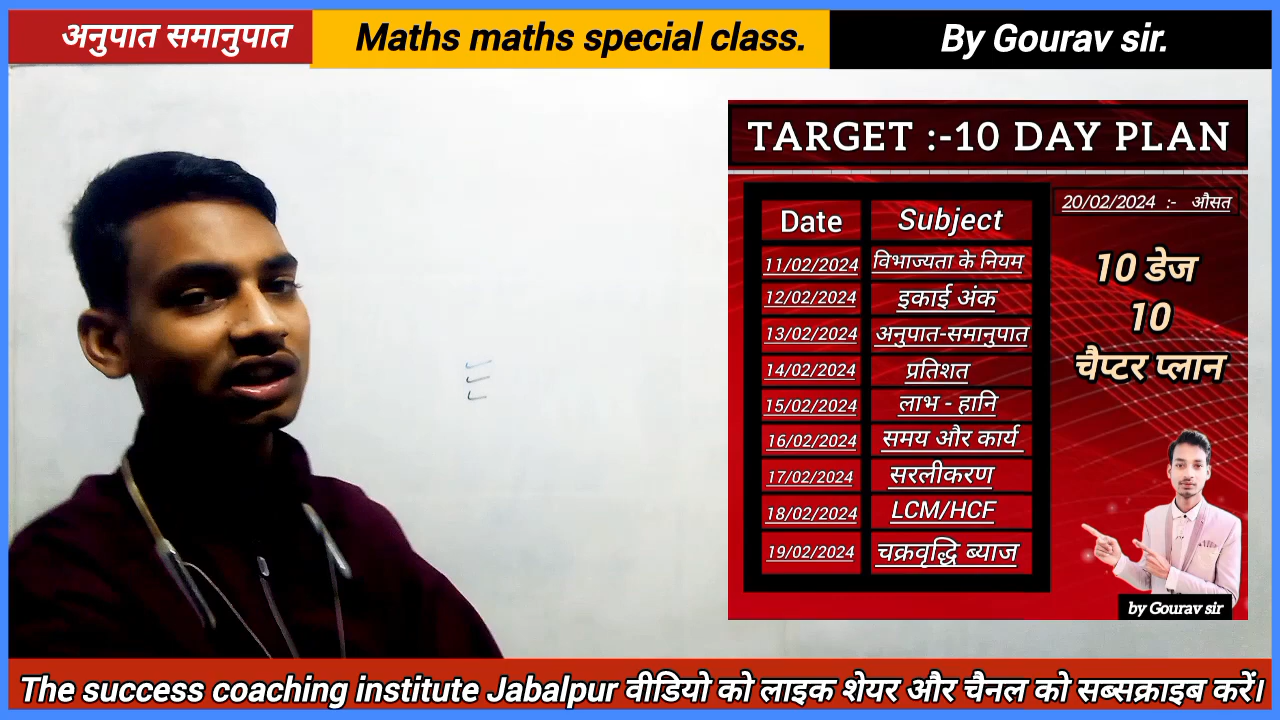 अनुपात समानुपात
Maths maths special class.
By Gourav sir.
TARGET :-10 DAY PLAN
20/02/2024 :- औसत
Date Subject
11/02/2024 विभाज्यता के नियम
12/02/2024 इकाई अंक
13/02/2024 अनुपात-समानुपात
14/02/2024 प्रतिशत
15/02/2024 लाभ - हानि
16/02/2024 समय और कार्य
17/02/2024 सरलीकरण
18/02/2024 LCM/HCF
19/02/2024 चक्रवृद्धि ब्याज
10 डेज
10
चैप्टर प्लान
by Gourav sir
The success coaching institute Jabalpur वीडियो को लाइक शेयर और चैनल को सब्सक्राइब करें।